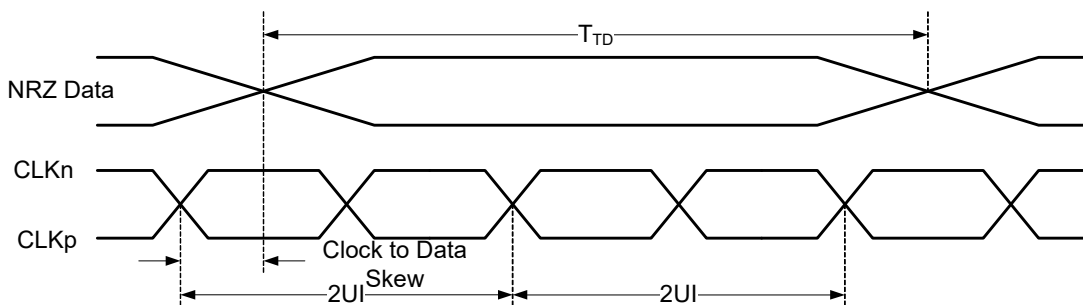 T_TD
NRZ Data
CLKn
CLKp
Clock to Data
Skew
2UI
2UI